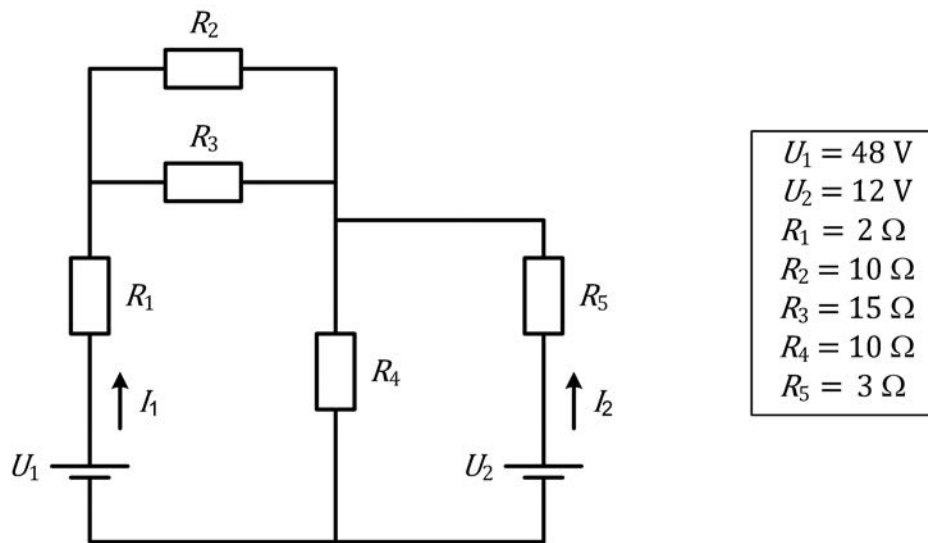 R₂
R₃
R₁
R₅
R₄
I₁
I₂
U₁
U₂
U₁ = 48 V
U₂ = 12 V
R₁ = 2 Ω
R₂ = 10 Ω
R₃ = 15 Ω
R₄ = 10 Ω
R₅ = 3 Ω